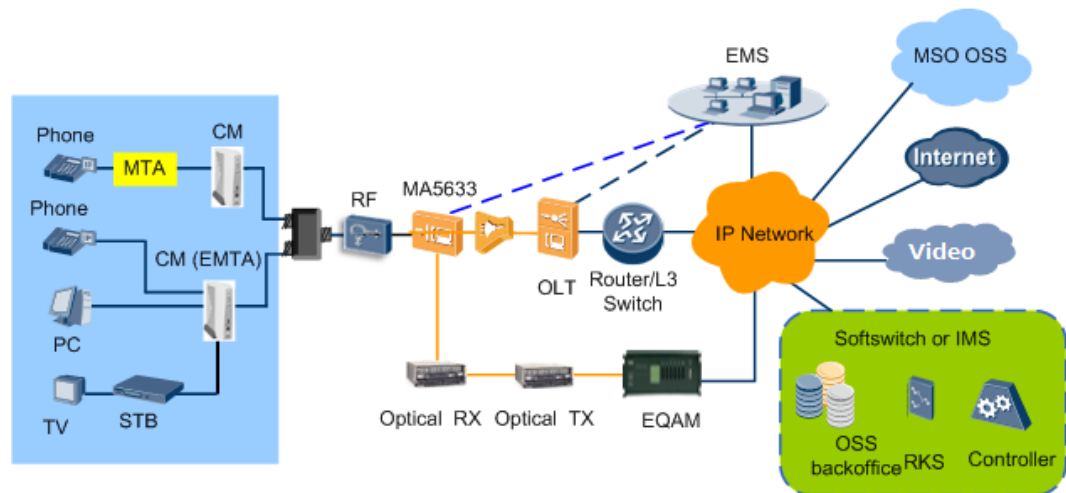 EMS
MSO OSS
Phone
CM
MTA
Internet
MA5633
RF
Phone
IP Network
Video
CM (EMTA)
OLT
Router/L3
Switch
PC
Softswitch or IMS
TV
STB
Optical RX
Optical TX
EQAM
OSS
backoffice
RKS
Controller